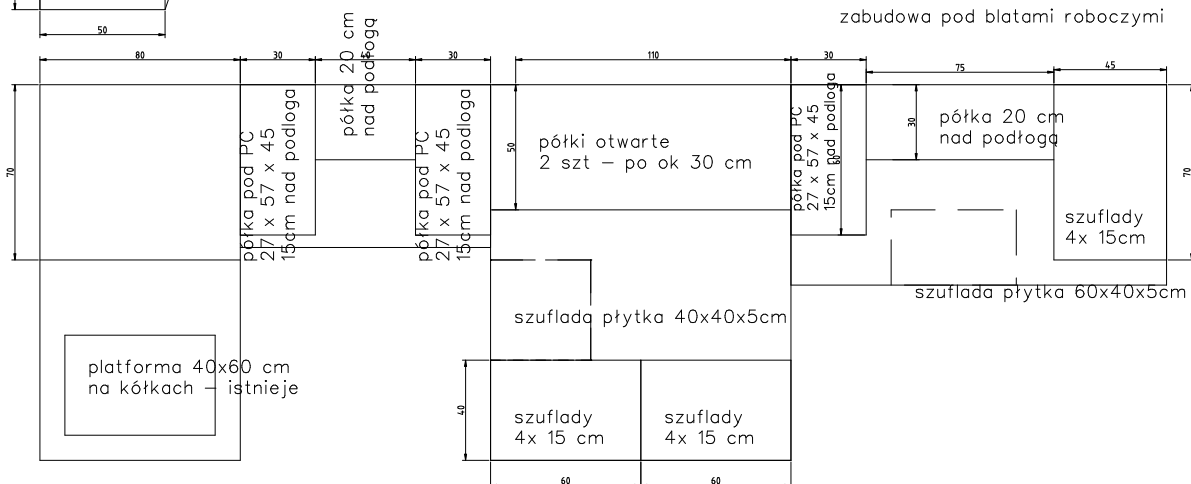 zabudowa pod blatami roboczymi
50
80
30
40
30
110
30
75
45
70
półka pod PC
27 x 57 x 45
15cm nad podloga
półka 20 cm
nad podłogą
półka pod PC
27 x 57 x 45
15cm nad podloga
50
półki otwarte
2 szt – po ok 30 cm
półka pod PC
27 x 57 x 45
15cm nad podloga
60
30
półka 20 cm
nad podłogą
szuflady
4x 15cm
70
szuflada płytka 60x40x5cm
szuflada płytka 40x40x5cm
platforma 40x60 cm
na kółkach – istnieje
40
szuflady
4x 15 cm
szuflady
4x 15 cm
60
60